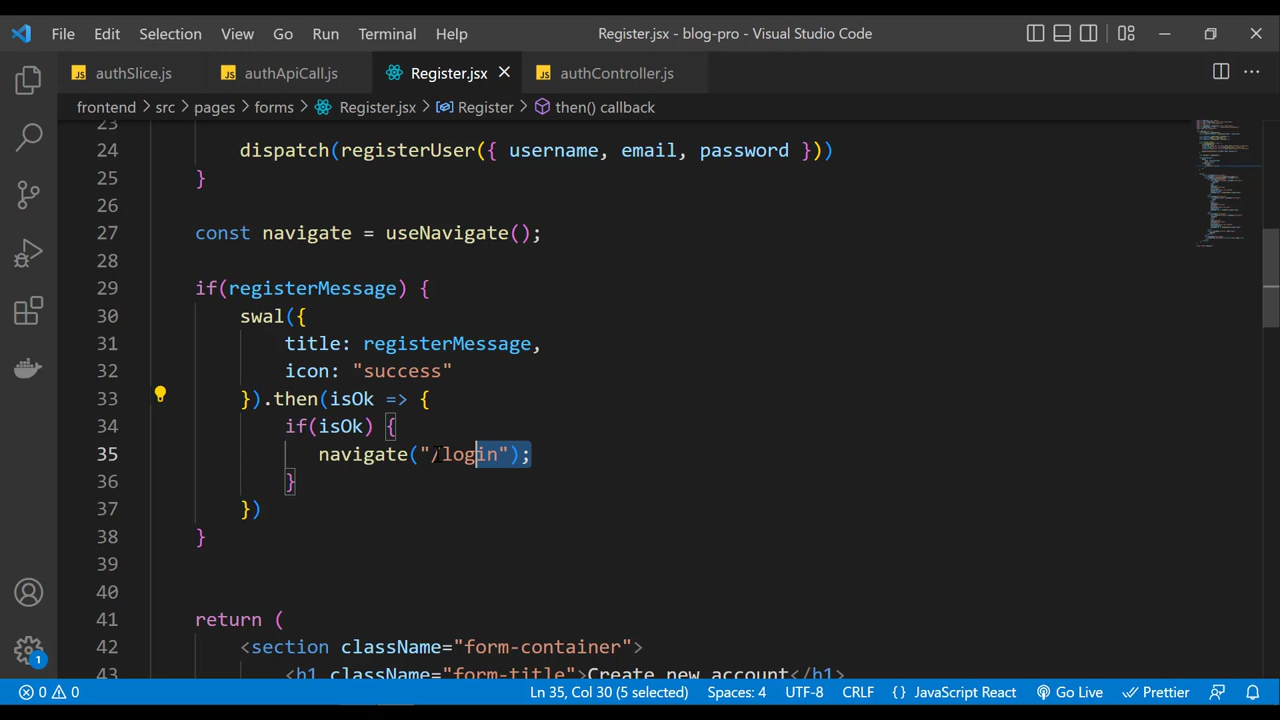 File Edit Selection View Go Run Terminal Help Register.jsx - blog-pro - Visual Studio Code
JS authSlice.js JS authApiCall.js Register.jsx JS authController.js
frontend > src > pages > forms > Register.jsx > Register > then() callback
23
24 dispatch(registerUser({ username, email, password }))
25 }
26
27 const navigate = useNavigate();
28
29 if(registerMessage) {
30 swal({
31 title: registerMessage,
32 icon: "success"
33 }).then(isOk => {
34 if(isOk) {
35 navigate("/login");
36 }
37 })
38 }
39
40
41 return (
42 <section className="form-container">
43 <h1 className="form-title">Create new account</h1>
1
0 0 Ln 35, Col 30 (5 selected) Spaces: 4 UTF-8 CRLF {} JavaScript React Go Live Prettier